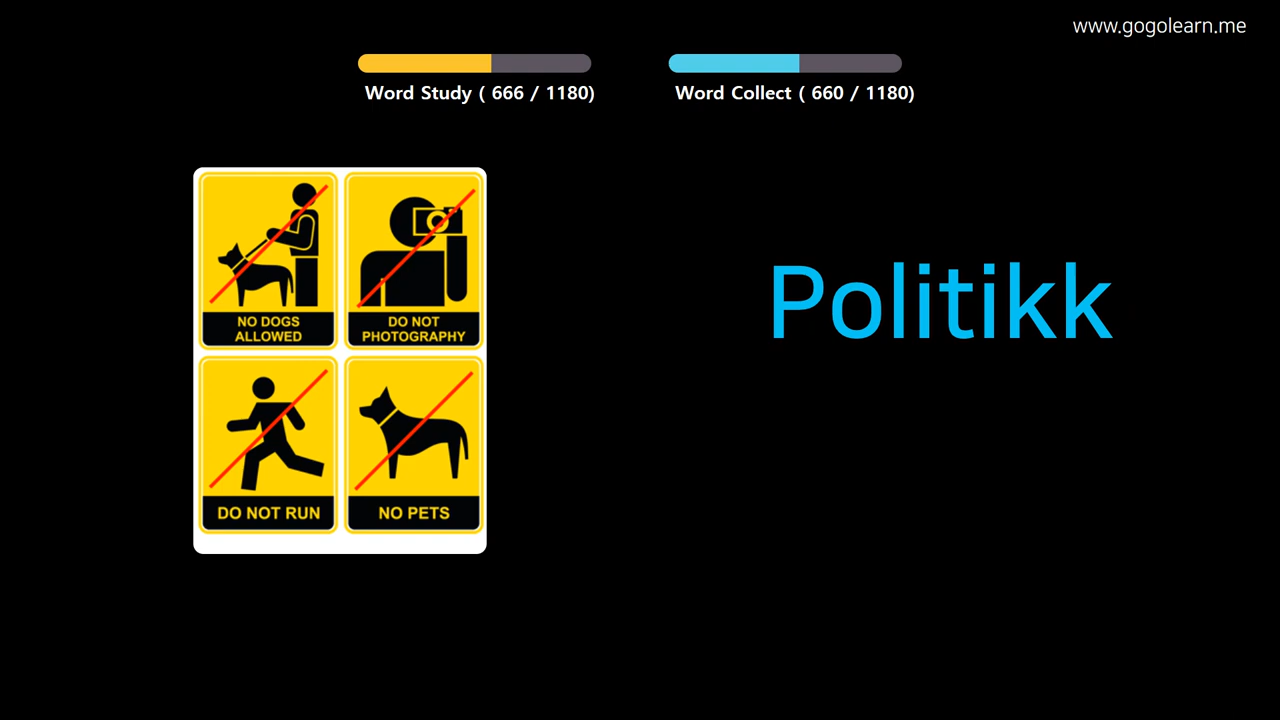 www.gogolearn.me
Word Study ( 666 / 1180)
Word Collect ( 660 / 1180)
NO DOGS
ALLOWED
DO NOT
PHOTOGRAPHY
Politikk
DO NOT RUN
NO PETS